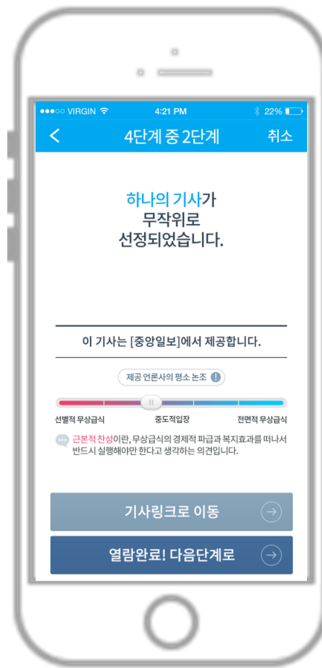 VIRGIN 4:21 PM 22%
4단계 중 2단계 취소
하나의 기사가
무작위로
선정되었습니다.
이 기사는 [중앙일보]에서 제공합니다.
제공 언론사의 평소 논조 !
선별적 무상급식 중도적입장 전면적 무상급식
근본적 찬성이란, 무상급식의 경제적 파급과 복지효과를 떠나서
반드시 실행해야만 한다고 생각하는 의견입니다.
기사링크로 이동
열람완료! 다음단계로